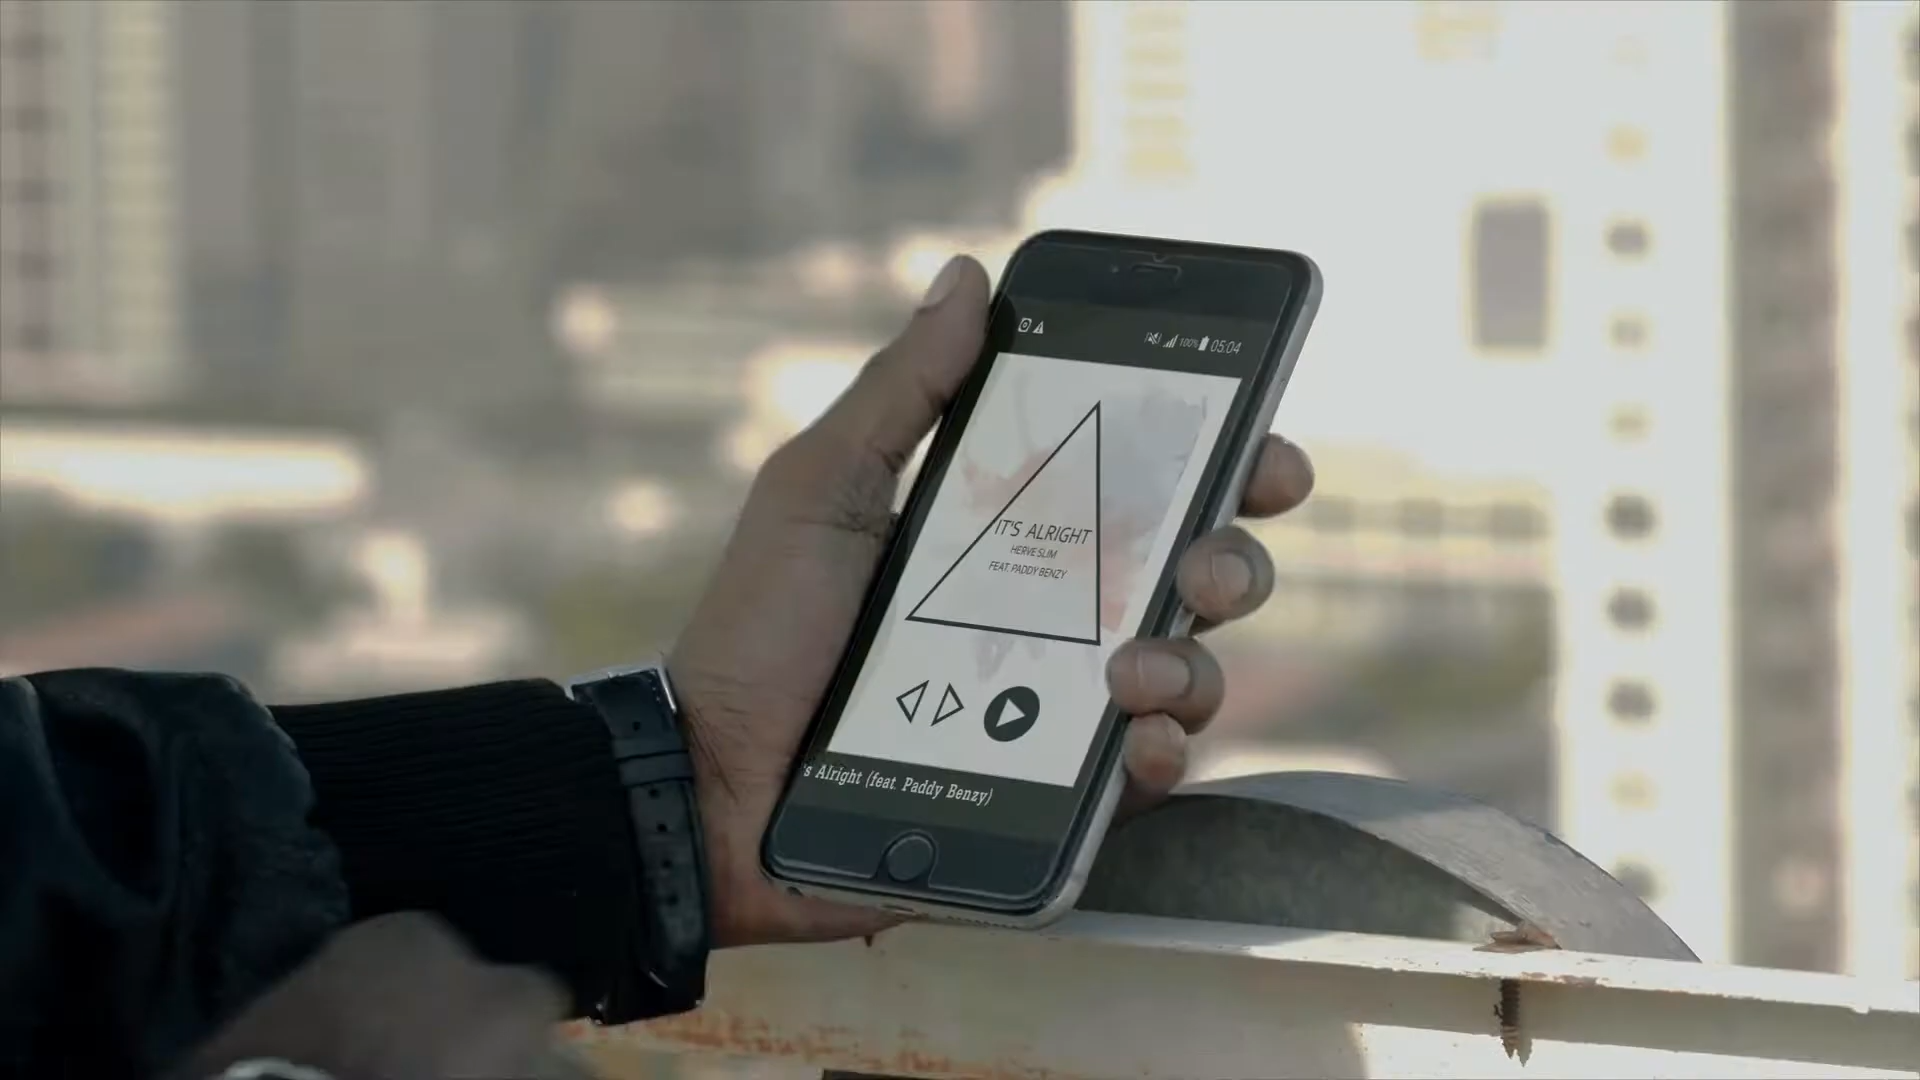 100% 05:04
IT'S ALRIGHT
HERVE SLIM
FEAT. PADDY BENZY
's Alright (feat. Paddy Benzy)